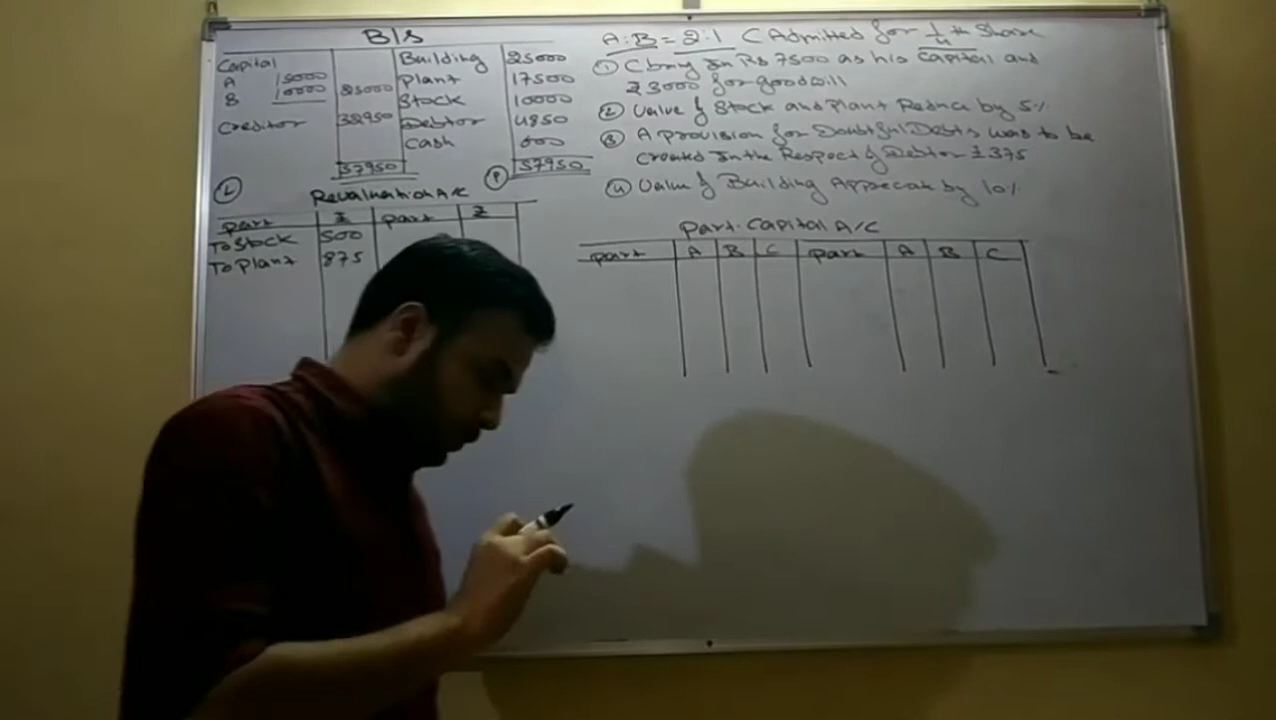 B/S
Capital Building 25000
A 15000 Plant 17500
B 10000 25000 Stock 10000
Creditor 32950 Debtor 4850
Cash 600
57950 57950
A:B = 2:1 C Admitted for 1/4th Share
① C bring in Rs 7500 as his capital and
₹ 3000 for goodwill
② Value of Stock and Plant Reduce by 5%
③ A provision for Doubtful Debts was to be
created in the Respect of Debtor ₹ 375
④ Value of Building Appreciate by 10%
Revaluation A/c
part ₹ part ₹
To Stock 500
To Plant 875
Part. Capital A/C
part A B C part A B C